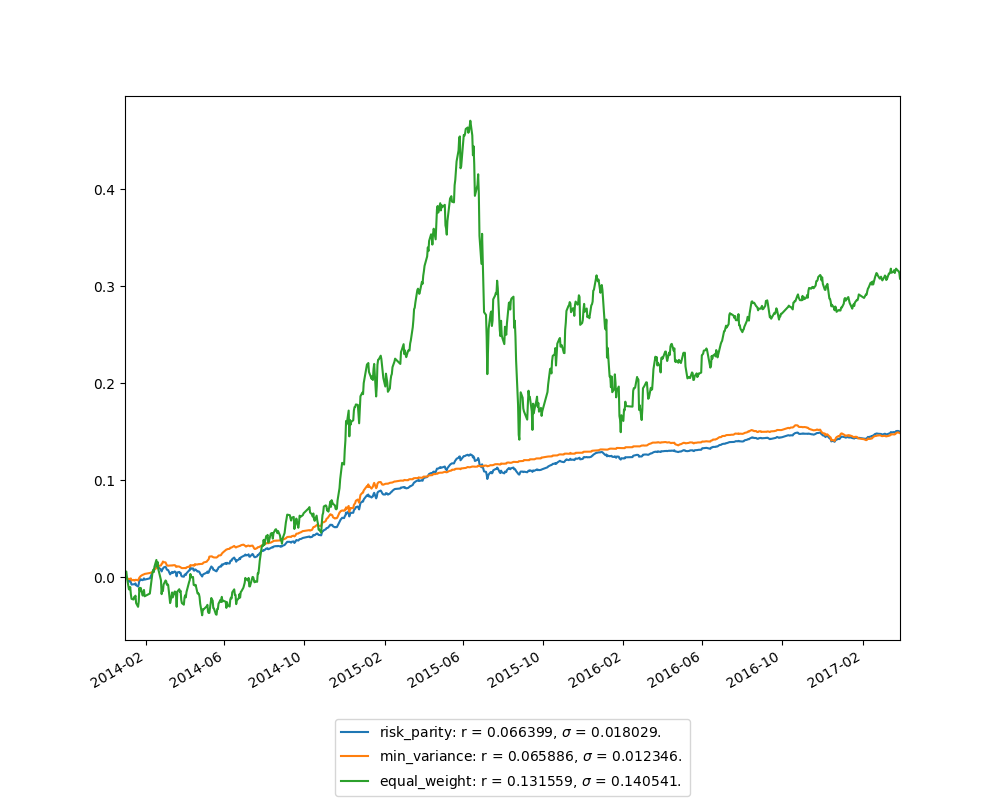 0.4
0.3
0.2
0.1
0.0
2014-02 2014-06 2014-10 2015-02 2015-06 2015-10 2016-02 2016-06 2016-10 2017-02
risk_parity: r = 0.066399, σ = 0.018029.
min_variance: r = 0.065886, σ = 0.012346.
equal_weight: r = 0.131559, σ = 0.140541.